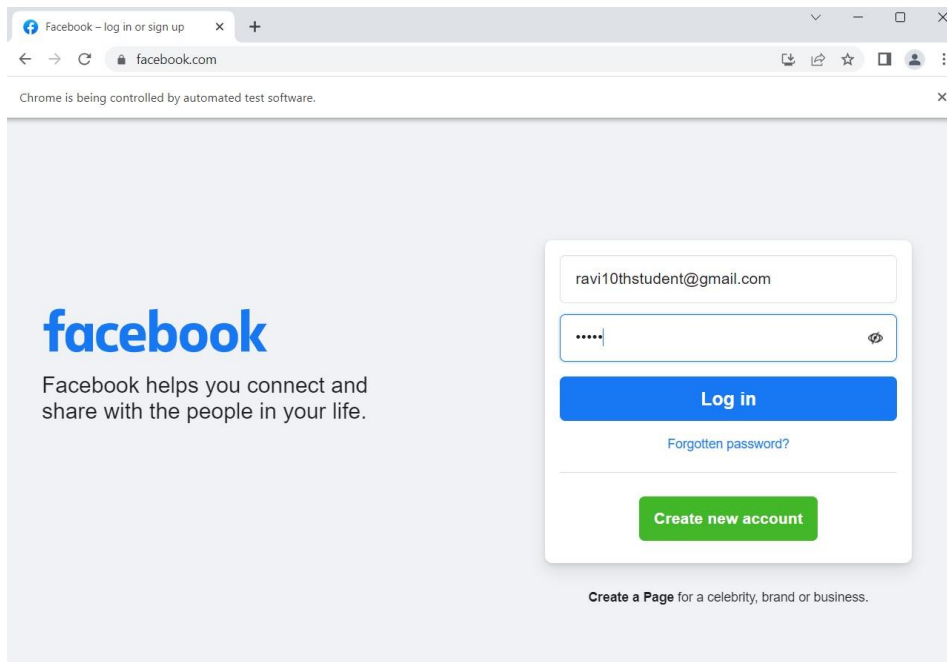 Facebook – log in or sign up
facebook.com
Chrome is being controlled by automated test software.
facebook
Facebook helps you connect and
share with the people in your life.
ravi10thstudent@gmail.com
•••••
Log in
Forgotten password?
Create new account
Create a Page for a celebrity, brand or business.